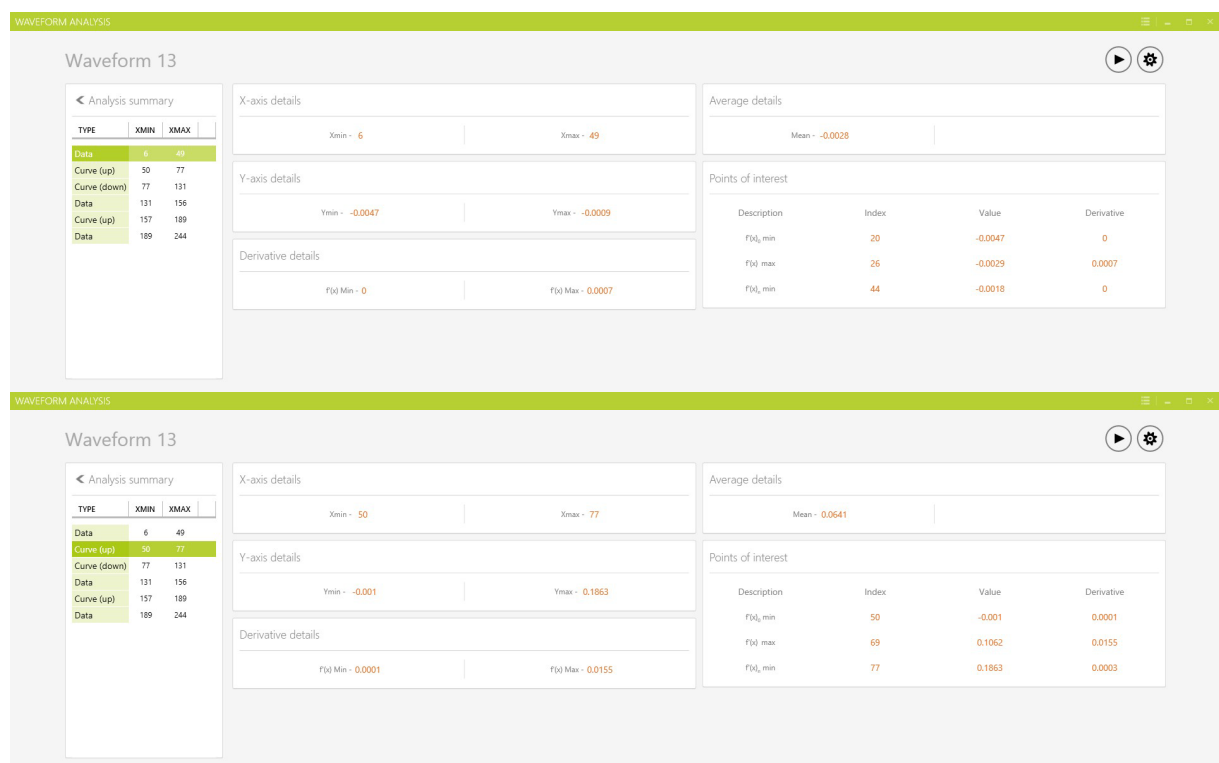 WAVEFORM ANALYSIS
Waveform 13
Analysis summary
TYPE XMIN XMAX
Data 6 49
Curve (up) 50 77
Curve (down) 77 131
Data 131 156
Curve (up) 157 189
Data 189 244
X-axis details
Xmin - 6 Xmax - 49
Y-axis details
Ymin - -0.0047 Ymax - -0.0009
Derivative details
f'(x) Min - 0 f'(x) Max - 0.0007
Average details
Mean - -0.0028
Points of interest
Description Index Value Derivative
f'(x)₀ min 20 -0.0047 0
f'(x) max 26 -0.0029 0.0007
f'(x)ₙ min 44 -0.0018 0
WAVEFORM ANALYSIS
Waveform 13
Analysis summary
TYPE XMIN XMAX
Data 6 49
Curve (up) 50 77
Curve (down) 77 131
Data 131 156
Curve (up) 157 189
Data 189 244
X-axis details
Xmin - 50 Xmax - 77
Y-axis details
Ymin - -0.001 Ymax - 0.1863
Derivative details
f'(x) Min - 0.0001 f'(x) Max - 0.0155
Average details
Mean - 0.0641
Points of interest
Description Index Value Derivative
f'(x)₀ min 50 -0.001 0.0001
f'(x) max 69 0.1062 0.0155
f'(x)ₙ min 77 0.1863 0.0003